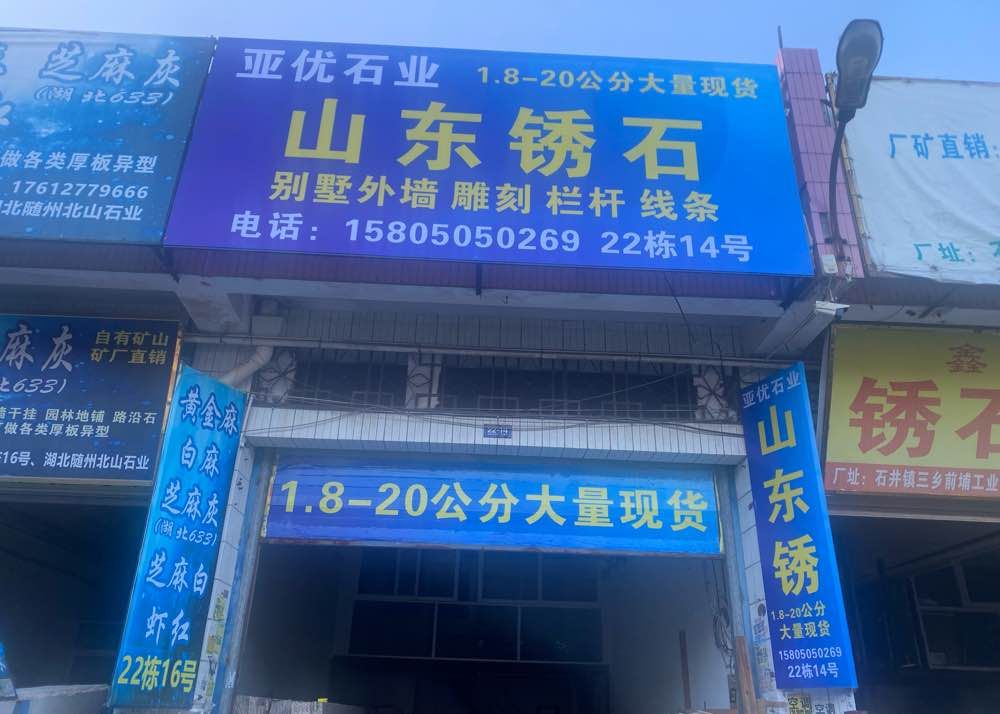 芝麻灰
(湖北633)
做各类厚板异型
17612779666
北随州北山石业
亚优石业
1.8-20公分大量现货
山东锈石
别墅外墙 雕刻 栏杆 线条
电话：15805050269 22栋14号
厂矿直销:
厂址：
麻灰
北633)
自有矿山
矿厂直销
干挂 园林地铺 路沿石
做各类厚板异型
16号、湖北随州北山石业
黄金麻
白麻
芝麻灰
(湖北633)
芝麻白
虾红
22栋16号
1.8-20公分大量现货
亚优石业
山东锈
1.8-20公分
大量现货
15805050269
22栋14号
鑫
锈石
厂址：石井镇三乡前埔工业
空调
空调